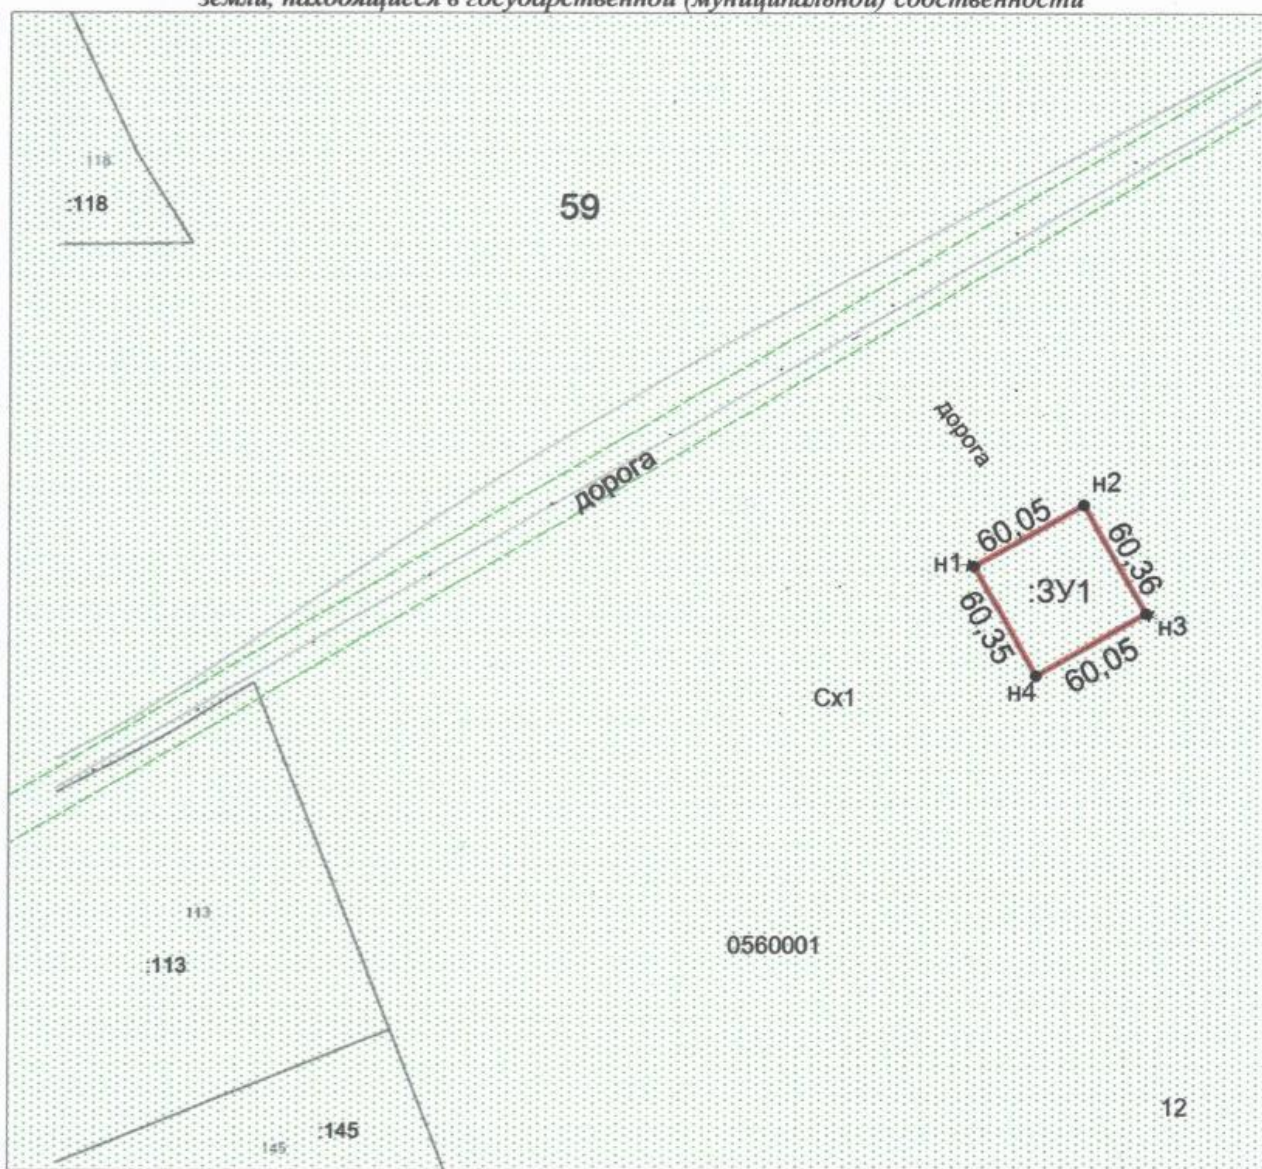 земли, находящиеся в государственной (муниципальной) собственности
118
:118
59
дорога
дорога
н2
60,05
60,36
н1
:ЗУ1
60,35
н3
60,05
н4
Сх1
113
:113
0560001
12
:145
145